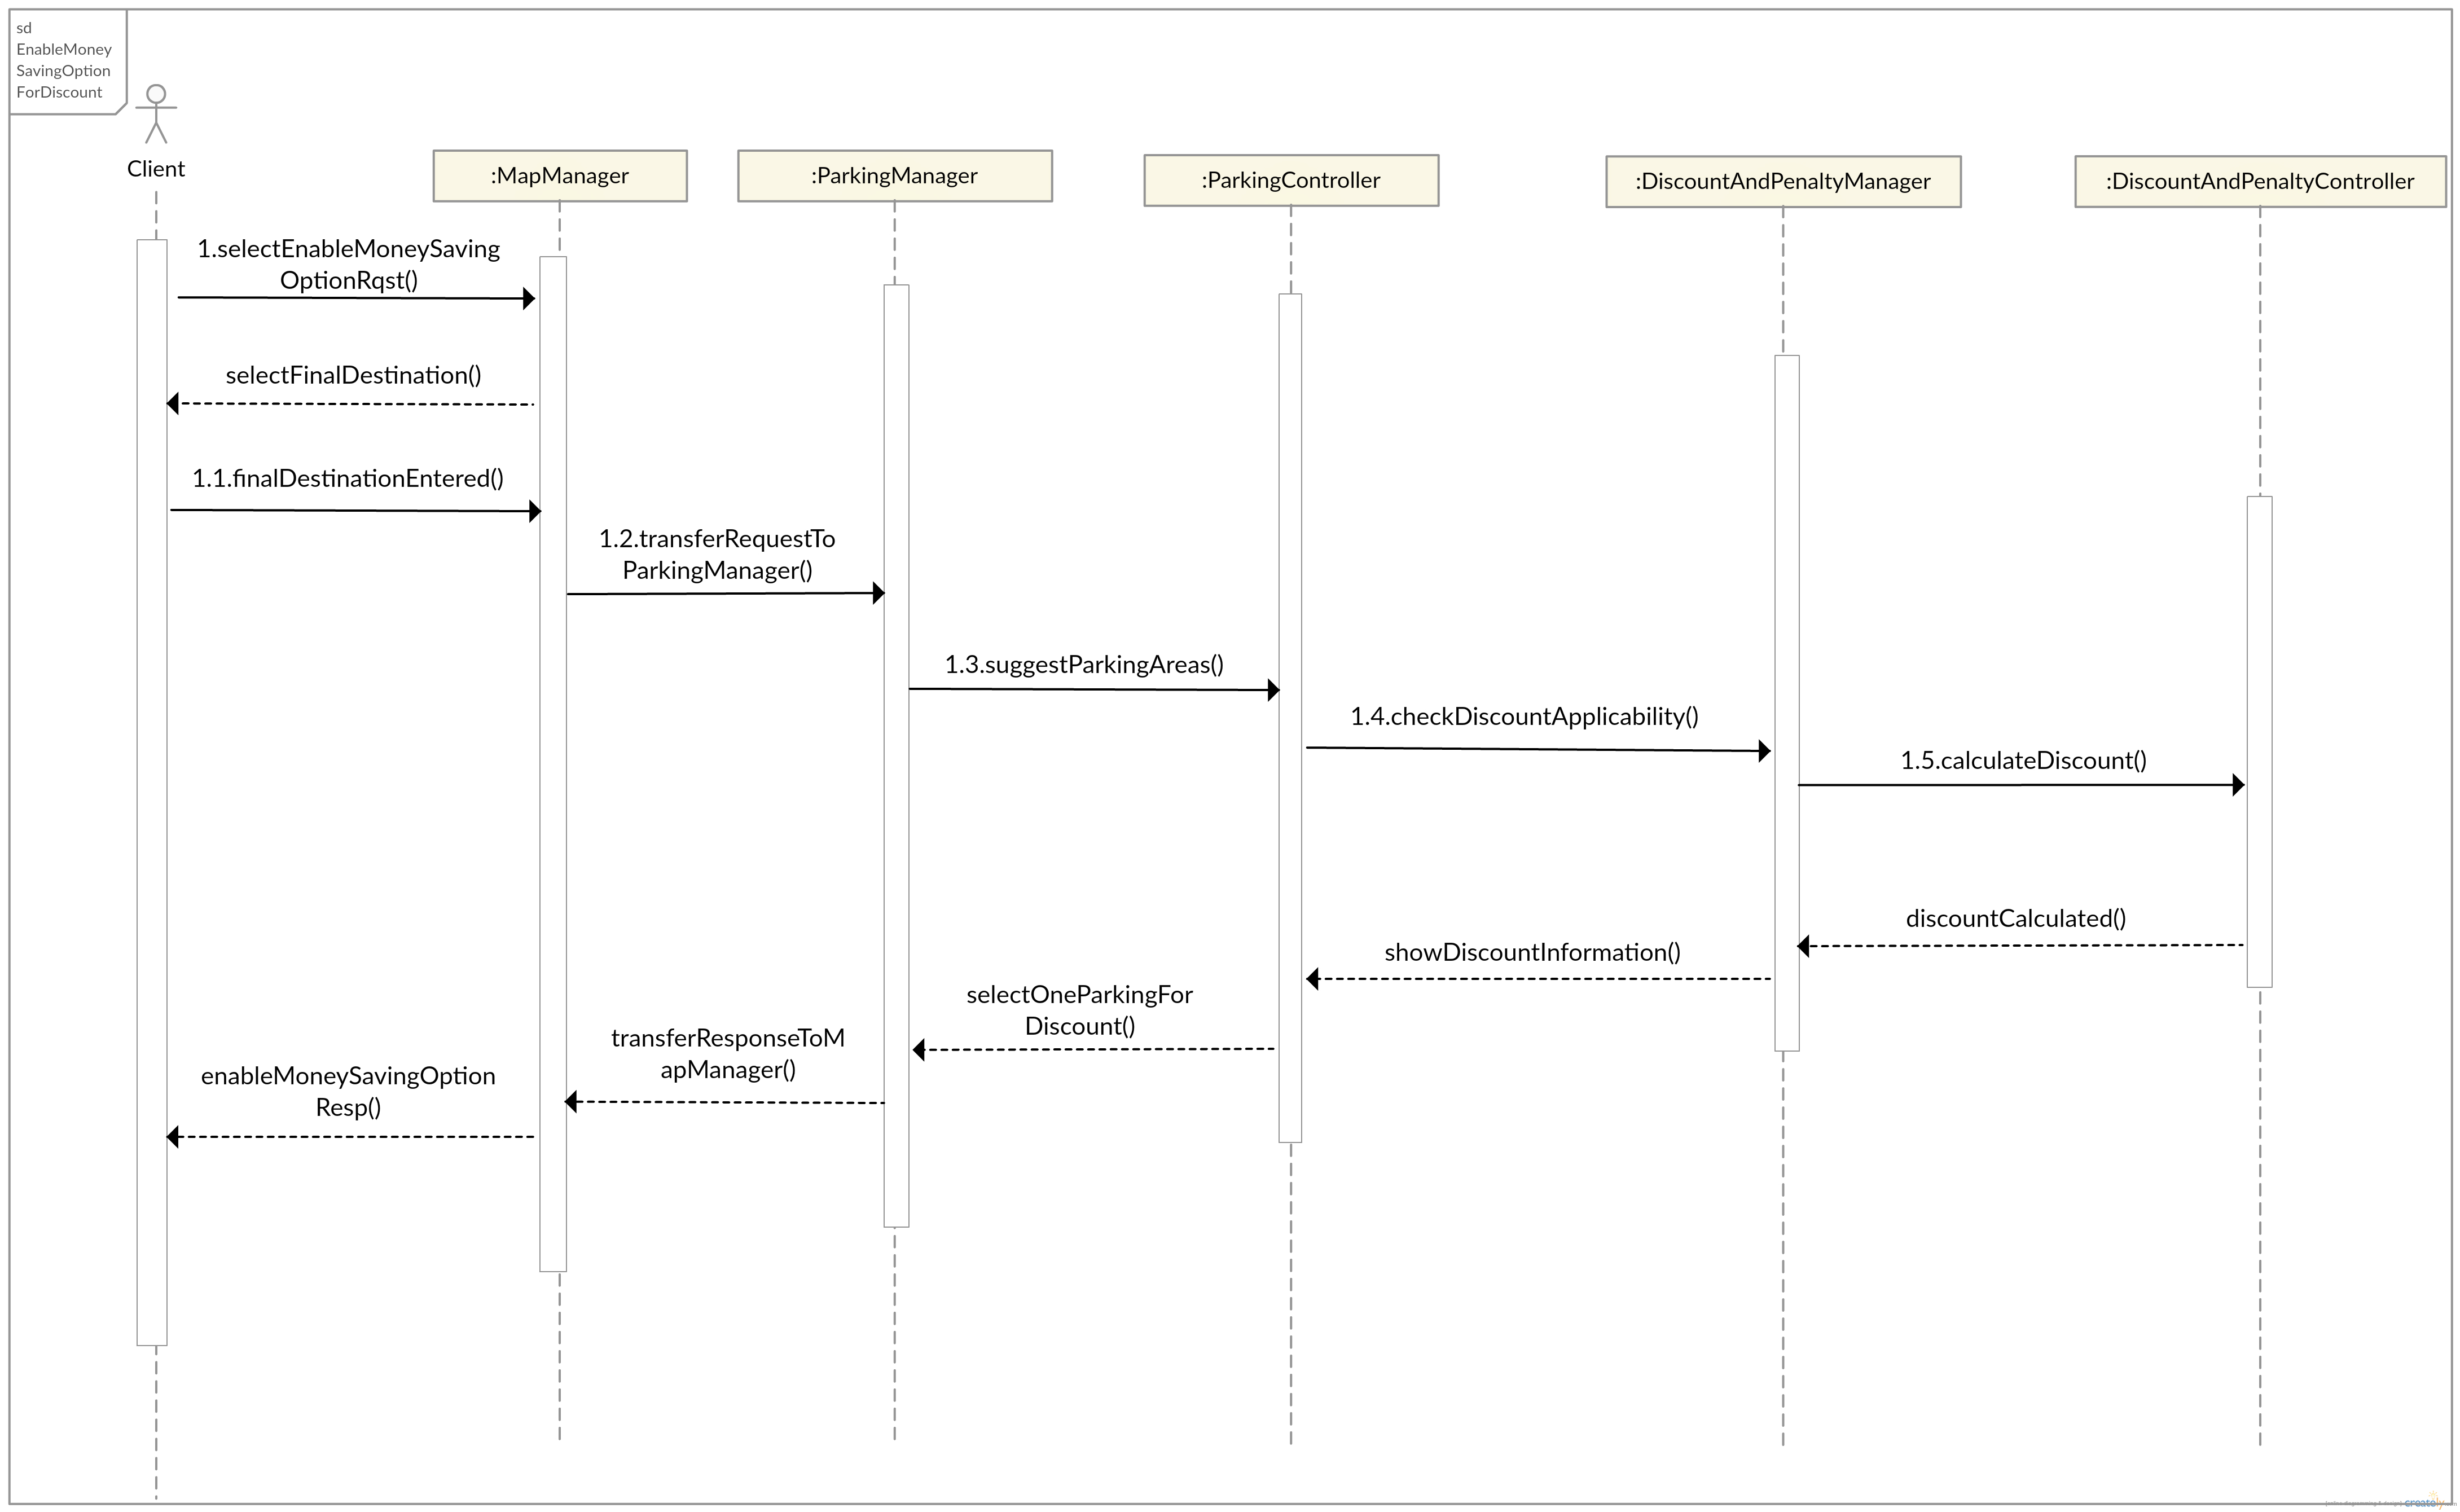 sd
EnableMoney
SavingOption
ForDiscount
Client
:MapManager
:ParkingManager
:ParkingController
:DiscountAndPenaltyManager
:DiscountAndPenaltyController
1.selectEnableMoneySaving
OptionRqst()
selectFinalDestination()
1.1.finalDestinationEntered()
1.2.transferRequestTo
ParkingManager()
1.3.suggestParkingAreas()
1.4.checkDiscountApplicability()
1.5.calculateDiscount()
discountCalculated()
showDiscountInformation()
selectOneParkingFor
Discount()
transferResponseToM
apManager()
enableMoneySavingOption
Resp()
creately